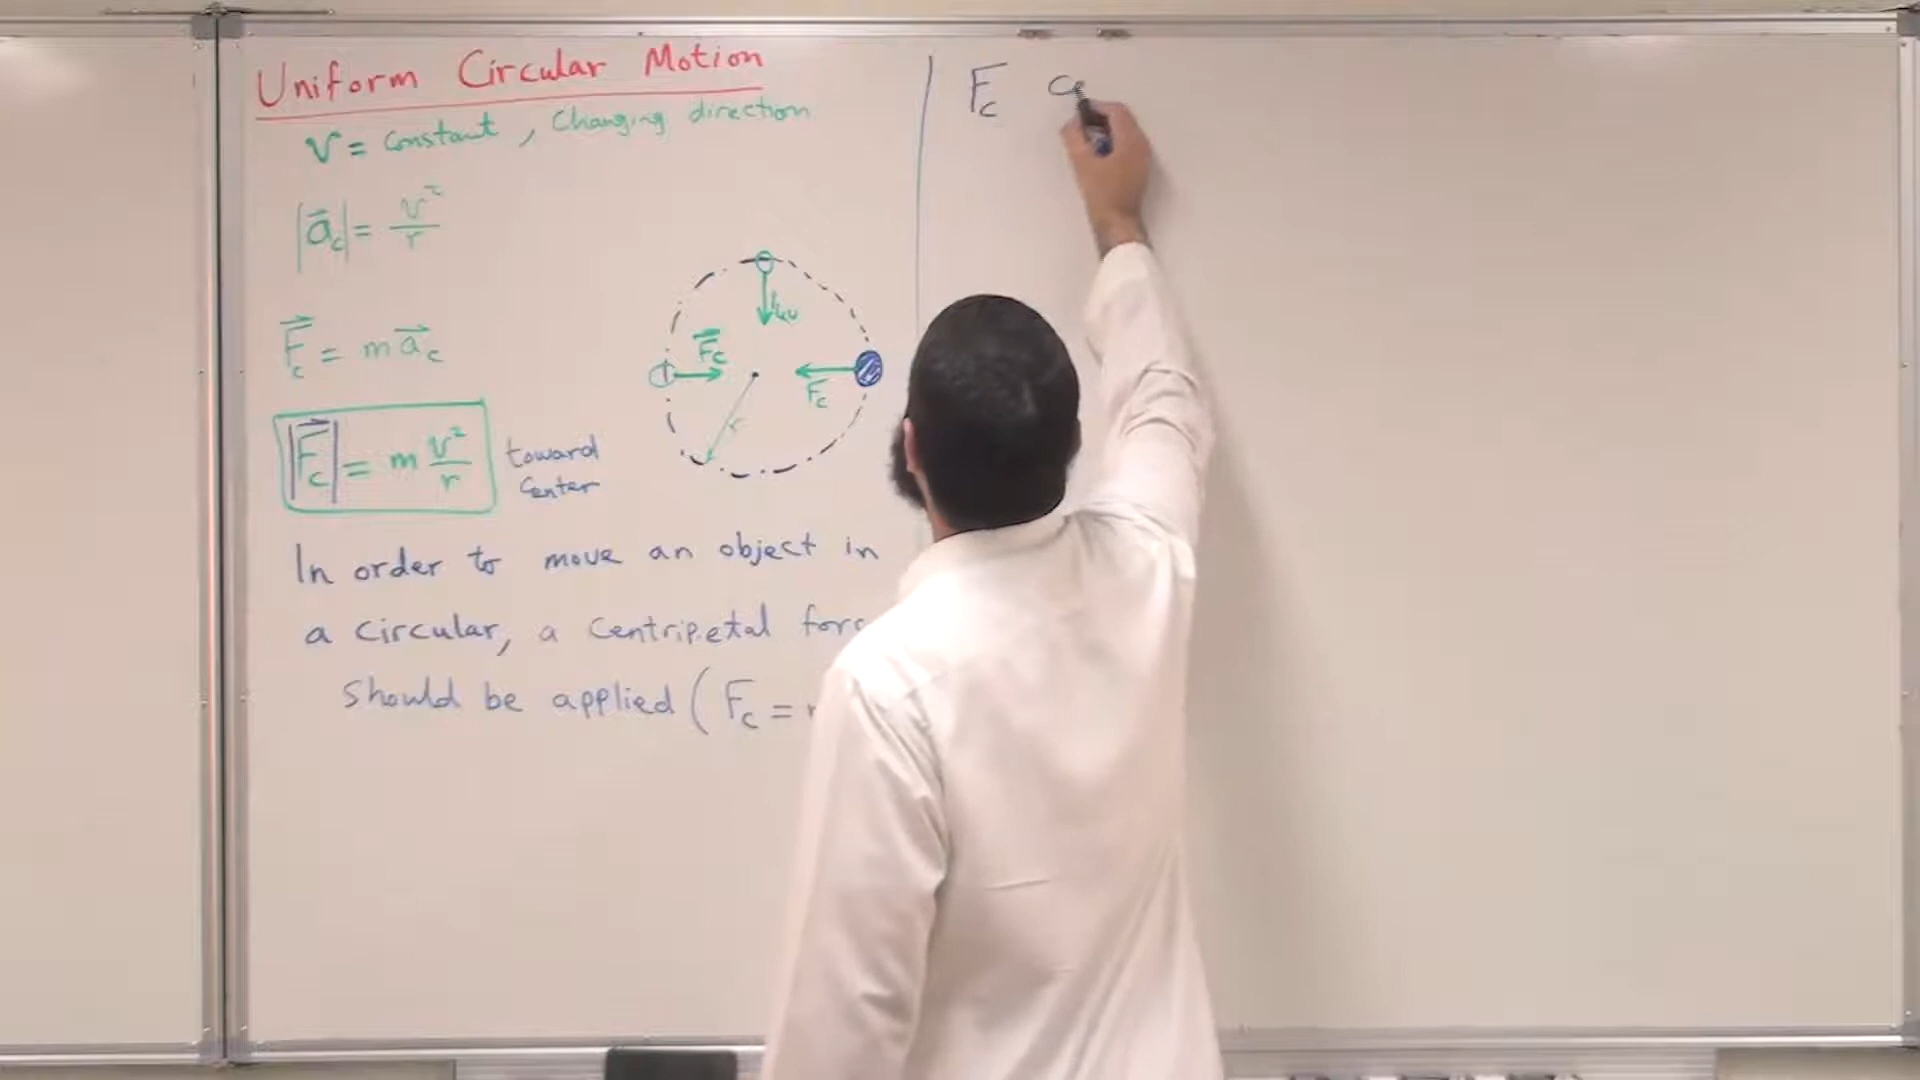 Uniform Circular Motion
v = constant, Changing direction
|a⃗c| = v²/r
F⃗c = m a⃗c
|F⃗c| = m v²/r toward
center
F⃗c
Fc
r
In order to move an object in
a circular, a centripetal
should be applied ( Fc =
Fc